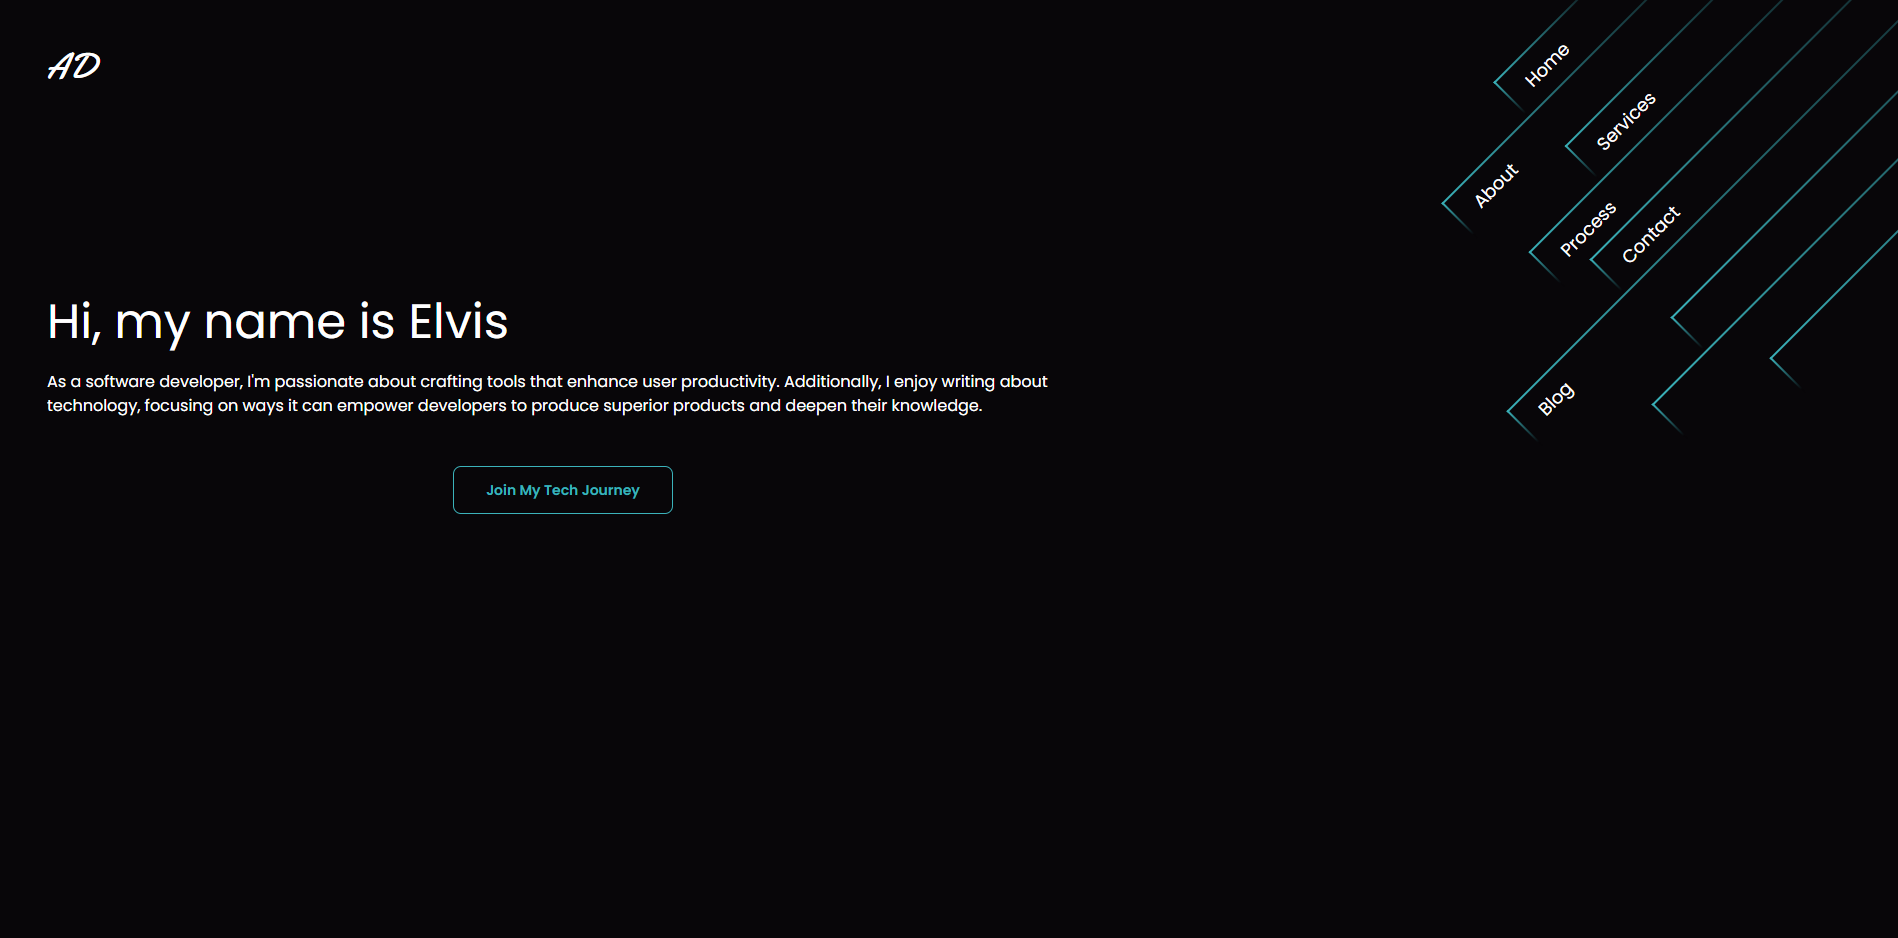 AD
Home
Services
About
Process
Contact
Blog
Hi, my name is Elvis
As a software developer, I'm passionate about crafting tools that enhance user productivity. Additionally, I enjoy writing about
technology, focusing on ways it can empower developers to produce superior products and deepen their knowledge.
Join My Tech Journey